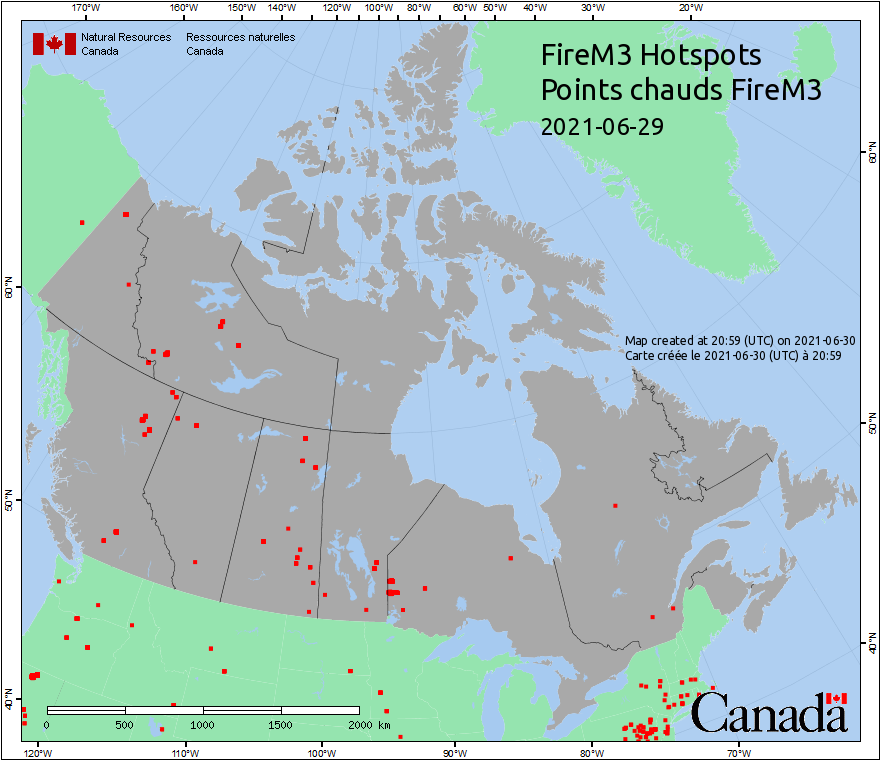 170°W 160°W 150°W 140°W 130°W 120°W 110°W 100°W 90°W 80°W 70°W 60°W 50°W 40°W 30°W 20°W
Natural Resources Ressources naturelles
Canada Canada
FireM3 Hotspots
Points chauds FireM3
2021-06-29
60°N 60°N
Map created at 20:59 (UTC) on 2021-06-30
Carte créée le 2021-06-30 (UTC) à 20:59
50°N 50°N
40°N 40°N
Canada
0 500 1000 1500 2000 km
120°W 110°W 100°W 90°W 80°W 70°W